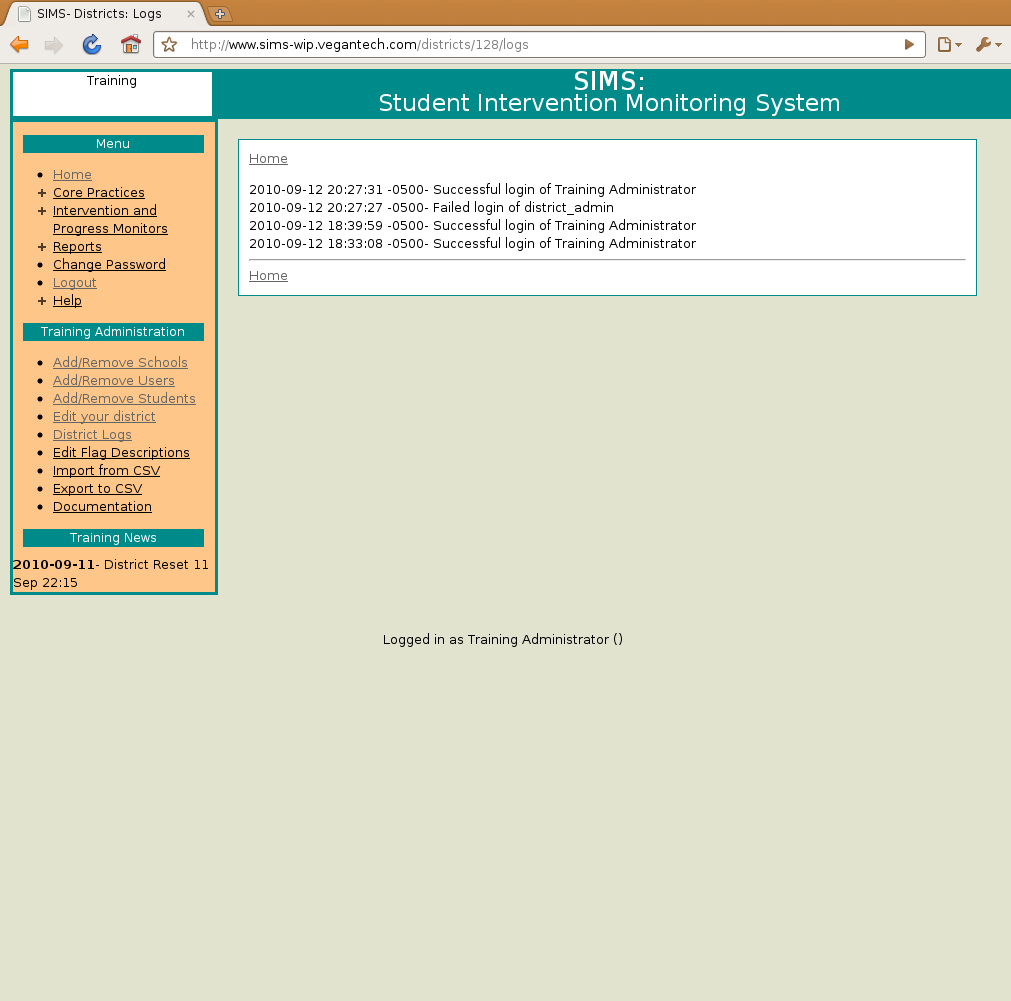 SIMS- Districts: Logs
http://www.sims-wip.vegantech.com/districts/128/logs
Training
SIMS:
Student Intervention Monitoring System
Menu
Home
Core Practices
Intervention and
Progress Monitors
Reports
Change Password
Logout
Help
Training Administration
Add/Remove Schools
Add/Remove Users
Add/Remove Students
Edit your district
District Logs
Edit Flag Descriptions
Import from CSV
Export to CSV
Documentation
Training News
2010-09-11- District Reset 11
Sep 22:15
Home
2010-09-12 20:27:31 -0500- Successful login of Training Administrator
2010-09-12 20:27:27 -0500- Failed login of district_admin
2010-09-12 18:39:59 -0500- Successful login of Training Administrator
2010-09-12 18:33:08 -0500- Successful login of Training Administrator
Home
Logged in as Training Administrator ()